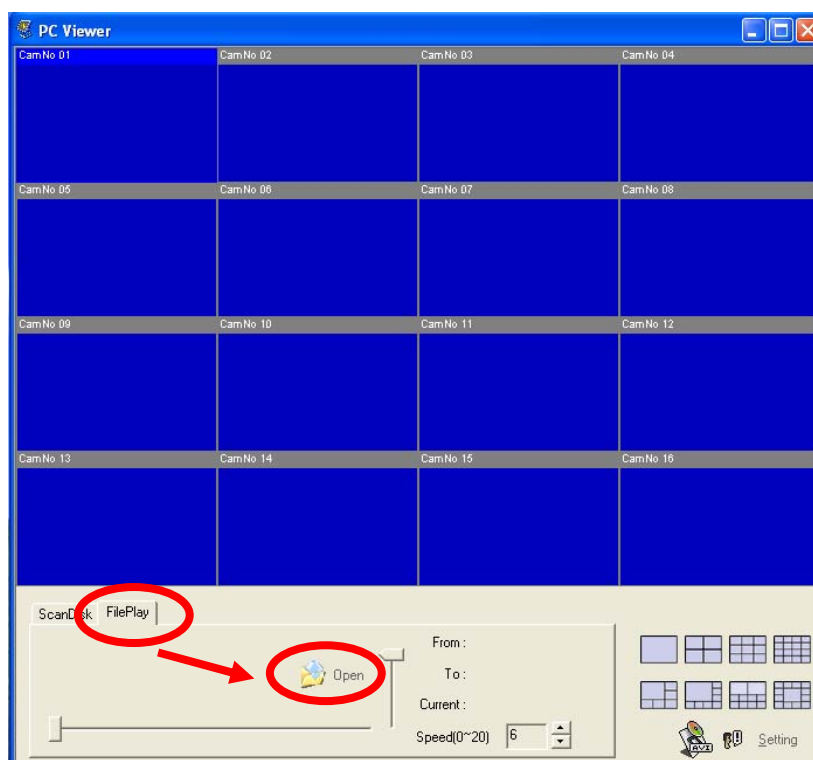 PC Viewer
CamNo 01 CamNo 02 CamNo 03 CamNo 04
CamNo 05 CamNo 06 CamNo 07 CamNo 08
CamNo 09 CamNo 10 CamNo 11 CamNo 12
CamNo 13 CamNo 14 CamNo 15 CamNo 16
ScanDisk FilePlay
From :
Open To :
Current :
Speed(0~20) 6
AVI Setting